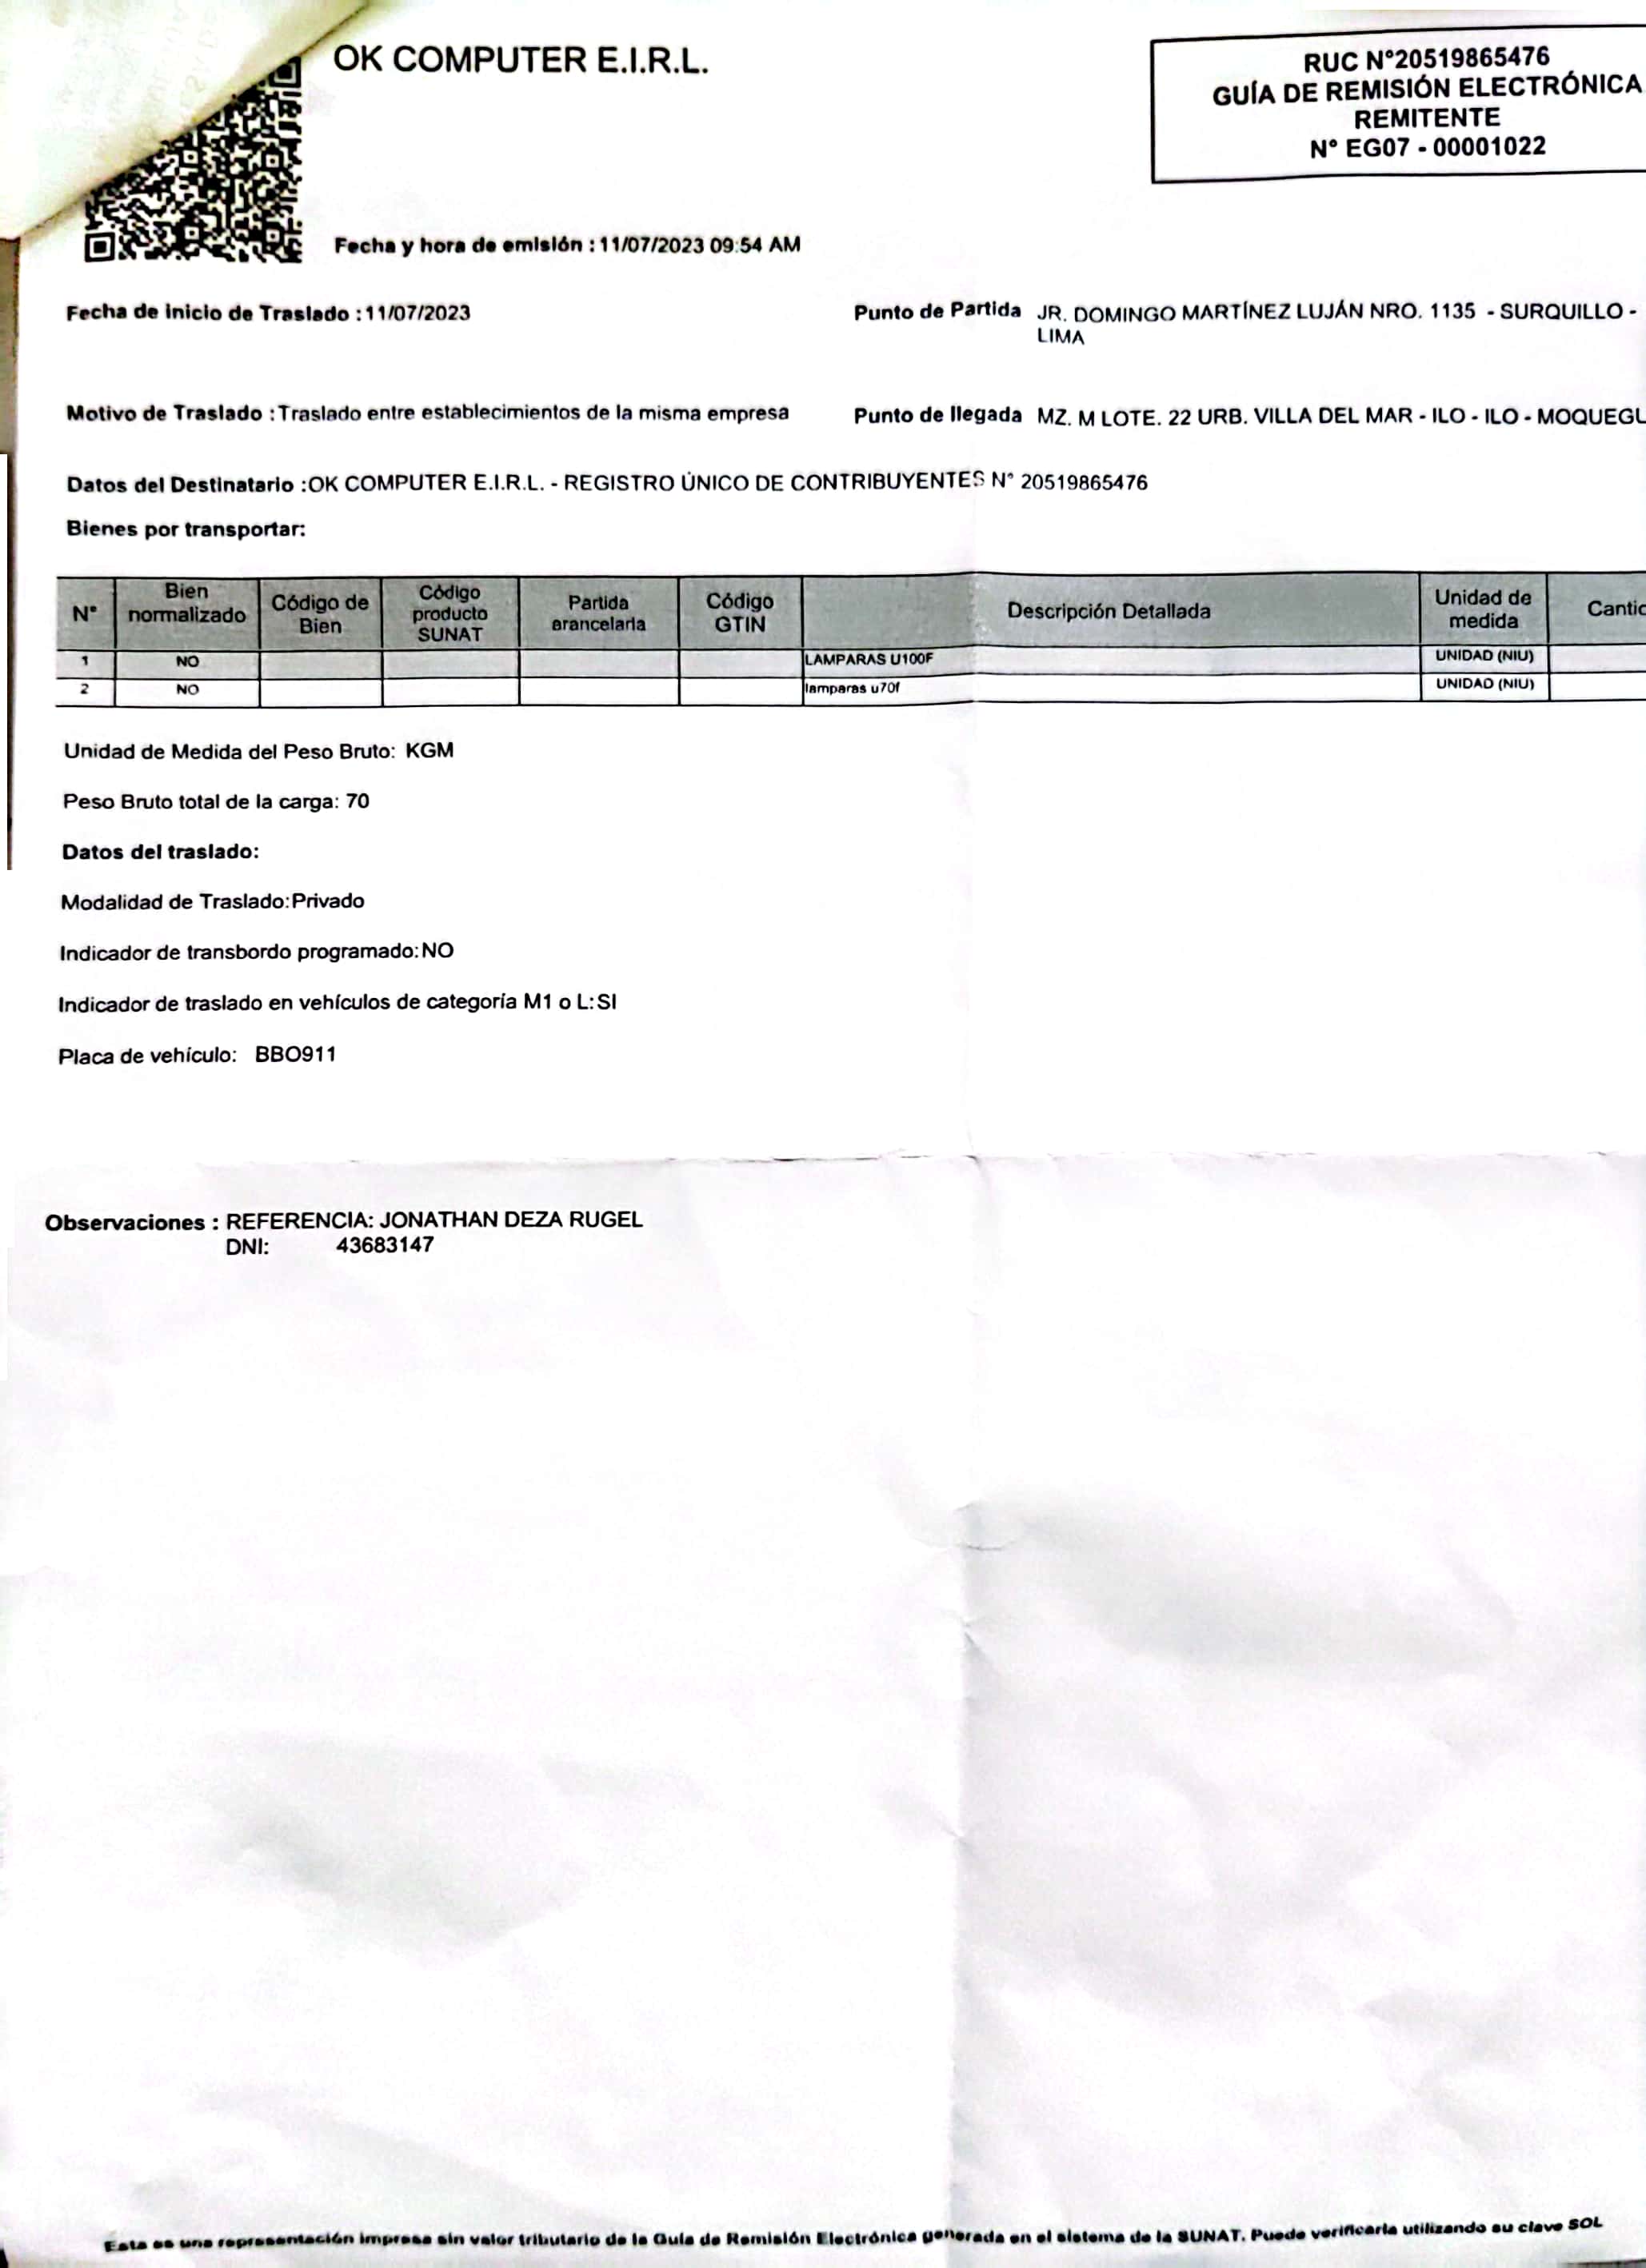 OK COMPUTER E.I.R.L.
RUC N°20519865476
GUÍA DE REMISIÓN ELECTRÓNICA
REMITENTE
N° EG07 - 00001022
Fecha y hora de emisión : 11/07/2023 09:54 AM
Fecha de inicio de Traslado : 11/07/2023
Punto de Partida JR. DOMINGO MARTÍNEZ LUJÁN NRO. 1135 - SURQUILLO -
LIMA
Motivo de Traslado : Traslado entre establecimientos de la misma empresa
Punto de llegada MZ. M LOTE. 22 URB. VILLA DEL MAR - ILO - ILO - MOQUEGU
Datos del Destinatario :OK COMPUTER E.I.R.L. - REGISTRO ÚNICO DE CONTRIBUYENTES N° 20519865476
Bienes por transportar:
N° Bien normalizado Código de Bien Código producto SUNAT Partida arancelaria Código GTIN Descripción Detallada Unidad de medida Cantid
1 NO LAMPARAS U100F UNIDAD (NIU)
2 NO lamparas u70f UNIDAD (NIU)
Unidad de Medida del Peso Bruto: KGM
Peso Bruto total de la carga: 70
Datos del traslado:
Modalidad de Traslado:Privado
Indicador de transbordo programado:NO
Indicador de traslado en vehículos de categoría M1 o L:SI
Placa de vehículo: BBO911
Observaciones : REFERENCIA: JONATHAN DEZA RUGEL
DNI: 43683147
Esta es una representación impresa sin valor tributario de la Guía de Remisión Electrónica generada en el sistema de la SUNAT. Puede verificarla utilizando su clave SOL